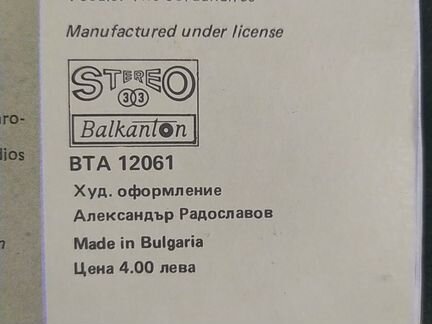 Manufactured under license
STEREO
33
Balkanton
BTA 12061
Худ. оформление
Александър Радославов
Made in Bulgaria
Цена 4.00 лева